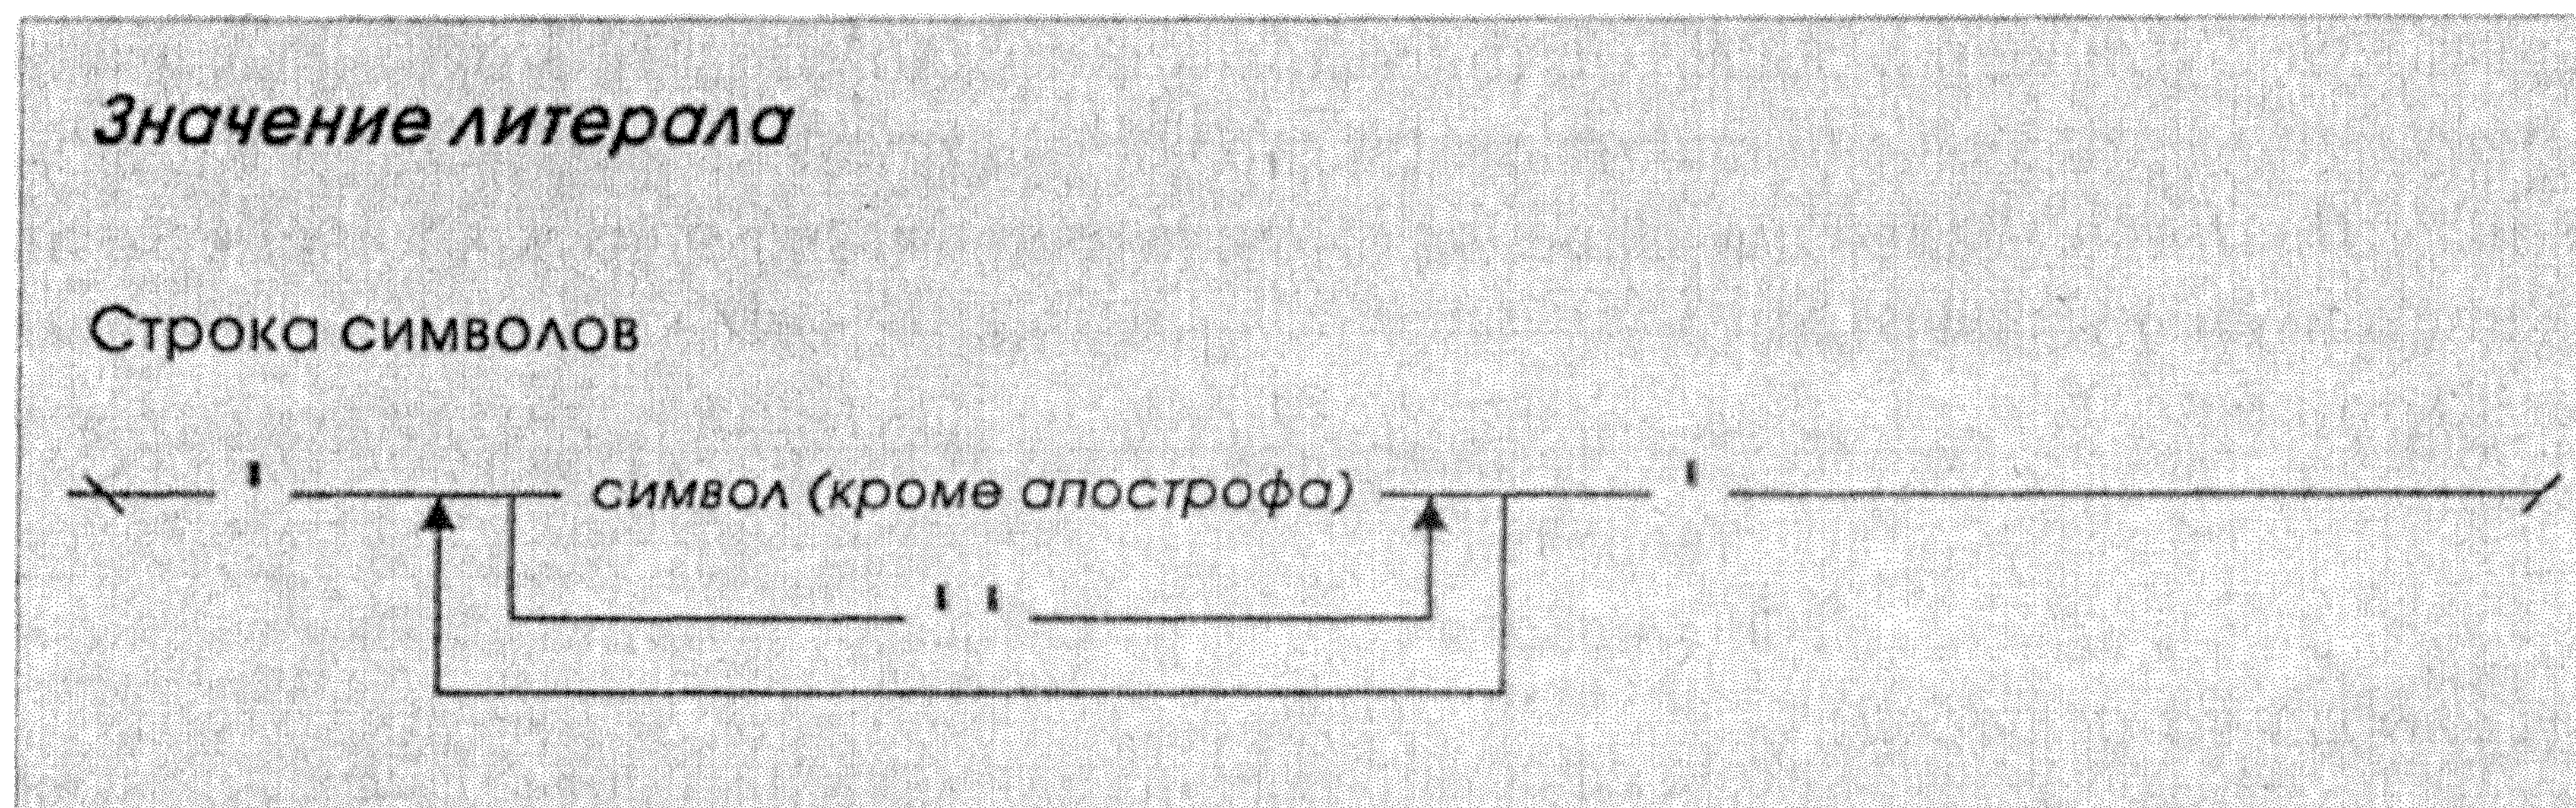 Значение литерала
Строка символов
' символ (кроме апострофа) '
' '